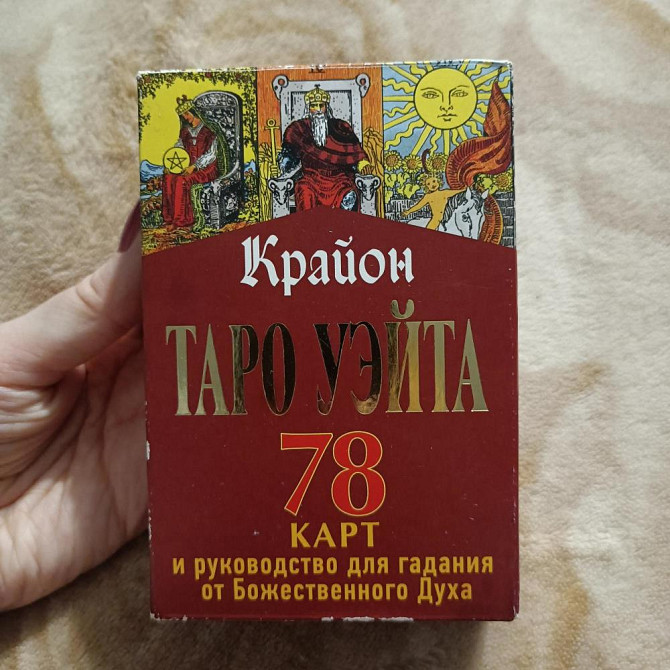 Крайон
ТАРО УЭЙТА
78
КАРТ
и руководство для гадания
от Божественного Духа